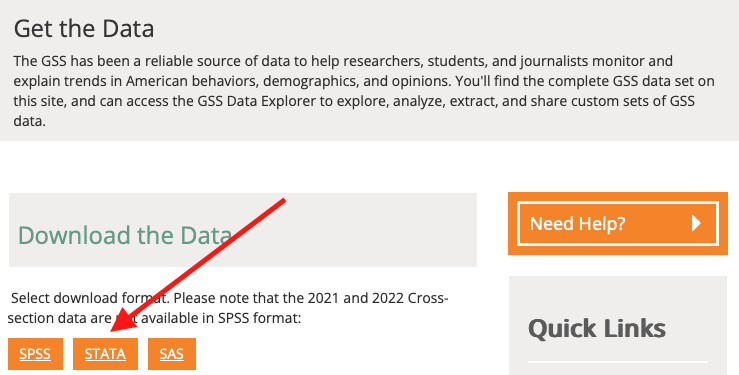 Get the Data
The GSS has been a reliable source of data to help researchers, students, and journalists monitor and
explain trends in American behaviors, demographics, and opinions. You'll find the complete GSS data set on
this site, and can access the GSS Data Explorer to explore, analyze, extract, and share custom sets of GSS
data.
Download the Data
Need Help?
Select download format. Please note that the 2021 and 2022 Cross-
section data are not available in SPSS format:
SPSS STATA SAS
Quick Links